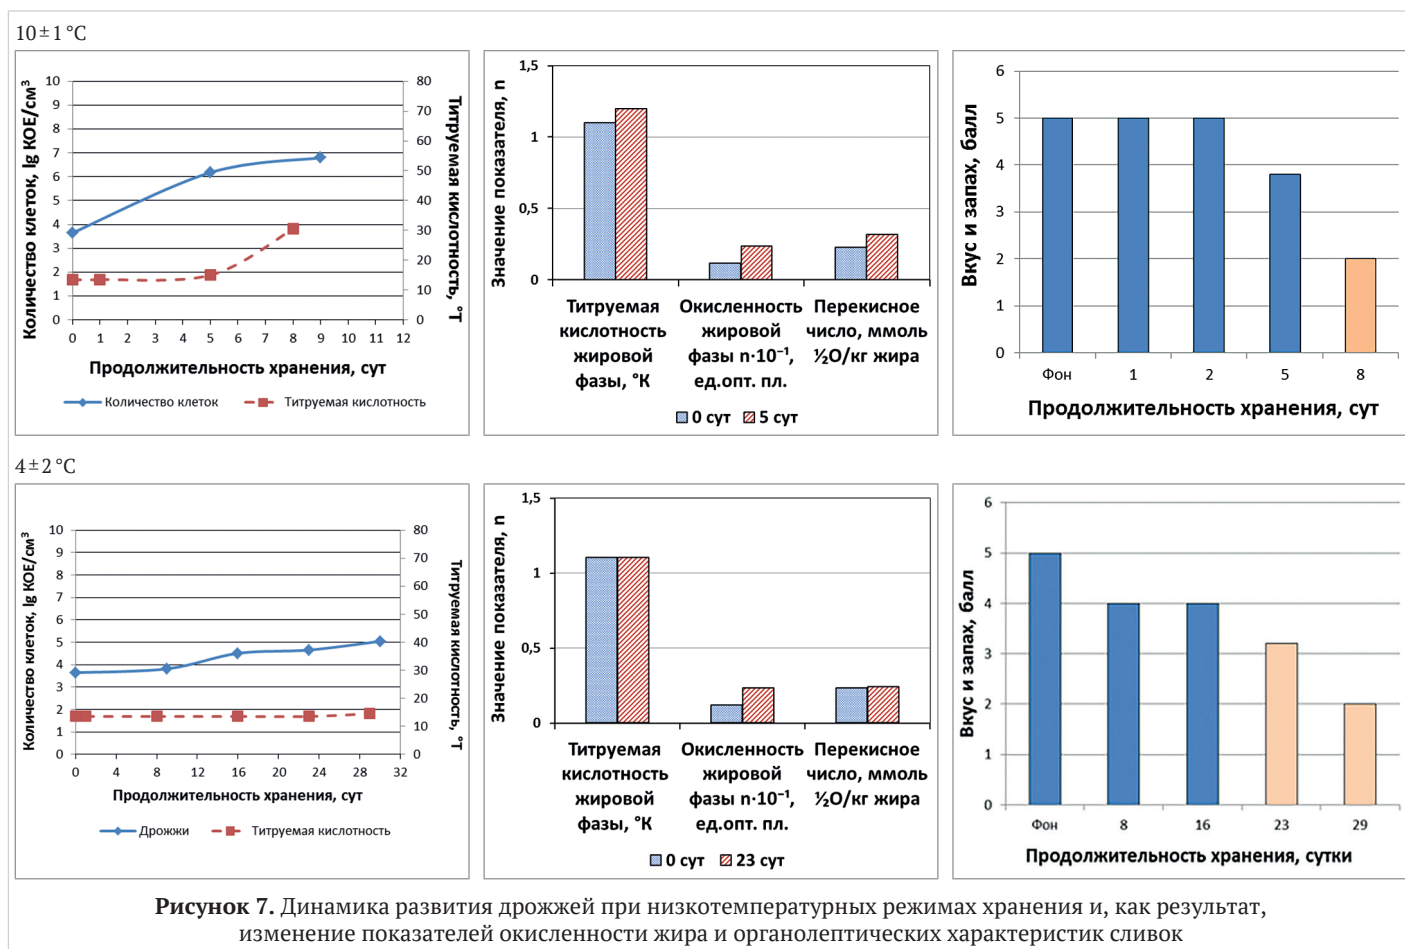 10±1 °C
Количество клеток, lg КОЕ/см³
10
9
8
7
6
5
4
3
2
1
0
80
70
60
50
40
30
20
10
0
Титруемая кислотность, °Т
0 1 2 3 4 5 6 7 8 9 10 11 12
Продолжительность хранения, сут
Количество клеток
Титруемая кислотность
Значение показателя, n
1,5
1
0,5
0
Титруемая кислотность жировой фазы, °К
Окисленность жировой фазы n·10⁻¹, ед.опт. пл.
Перекисное число, ммоль ½О/кг жира
0 сут 5 сут
Вкус и запах, балл
6
5
4
3
2
1
0
Фон 1 2 5 8
Продолжительность хранения, сут
4±2 °C
Количество клеток, lg КОЕ/см³
10
9
8
7
6
5
4
3
2
1
0
80
70
60
50
40
30
20
10
0
Титруемая кислотность, °Т
0 4 8 12 16 20 24 28 32
Продолжительность хранения, сут
Дрожжи
Титруемая кислотность
Значение показателя, n
1,5
1
0,5
0
Титруемая кислотность жировой фазы, °К
Окисленность жировой фазы n·10⁻¹, ед.опт. пл.
Перекисное число, ммоль ½О/кг жира
0 сут 23 сут
Вкус и запах, балл
6
5
4
3
2
1
0
Фон 8 16 23 29
Продолжительность хранения, сутки
Рисунок 7. Динамика развития дрожжей при низкотемпературных режимах хранения и, как результат,
изменение показателей окисленности жира и органолептических характеристик сливок